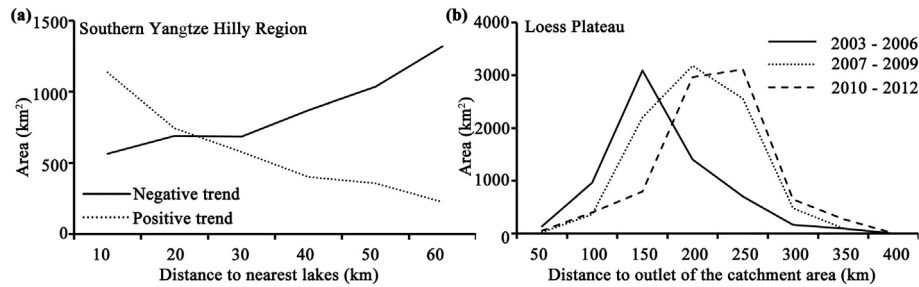 (a)
Southern Yangtze Hilly Region
1500
1000
500
0
Area (km²)
Negative trend
Positive trend
10 20 30 40 50 60
Distance to nearest lakes (km)
(b)
Loess Plateau
4000
3000
2000
1000
0
Area (km²)
2003 - 2006
2007 - 2009
2010 - 2012
50 100 150 200 250 300 350 400
Distance to outlet of the catchment area (km)